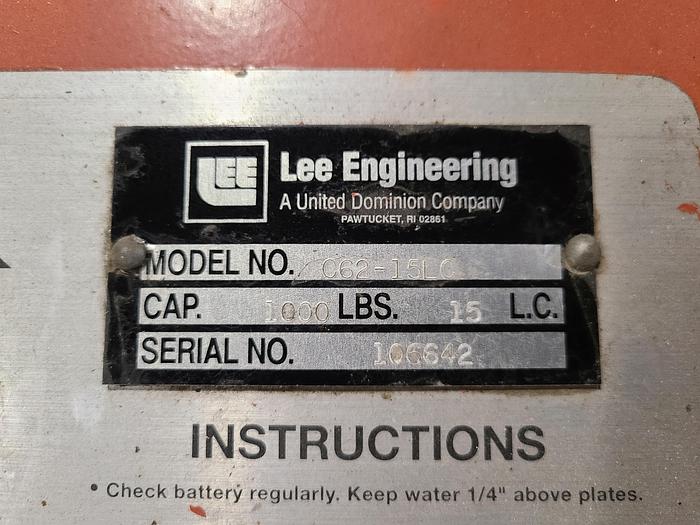 LEE
Lee Engineering
A United Dominion Company
PAWTUCKET, RI 02861
MODEL NO. C62-15LC
CAP. 1000 LBS. 15 L.C.
SERIAL NO. 106642
INSTRUCTIONS
• Check battery regularly. Keep water 1/4" above plates.